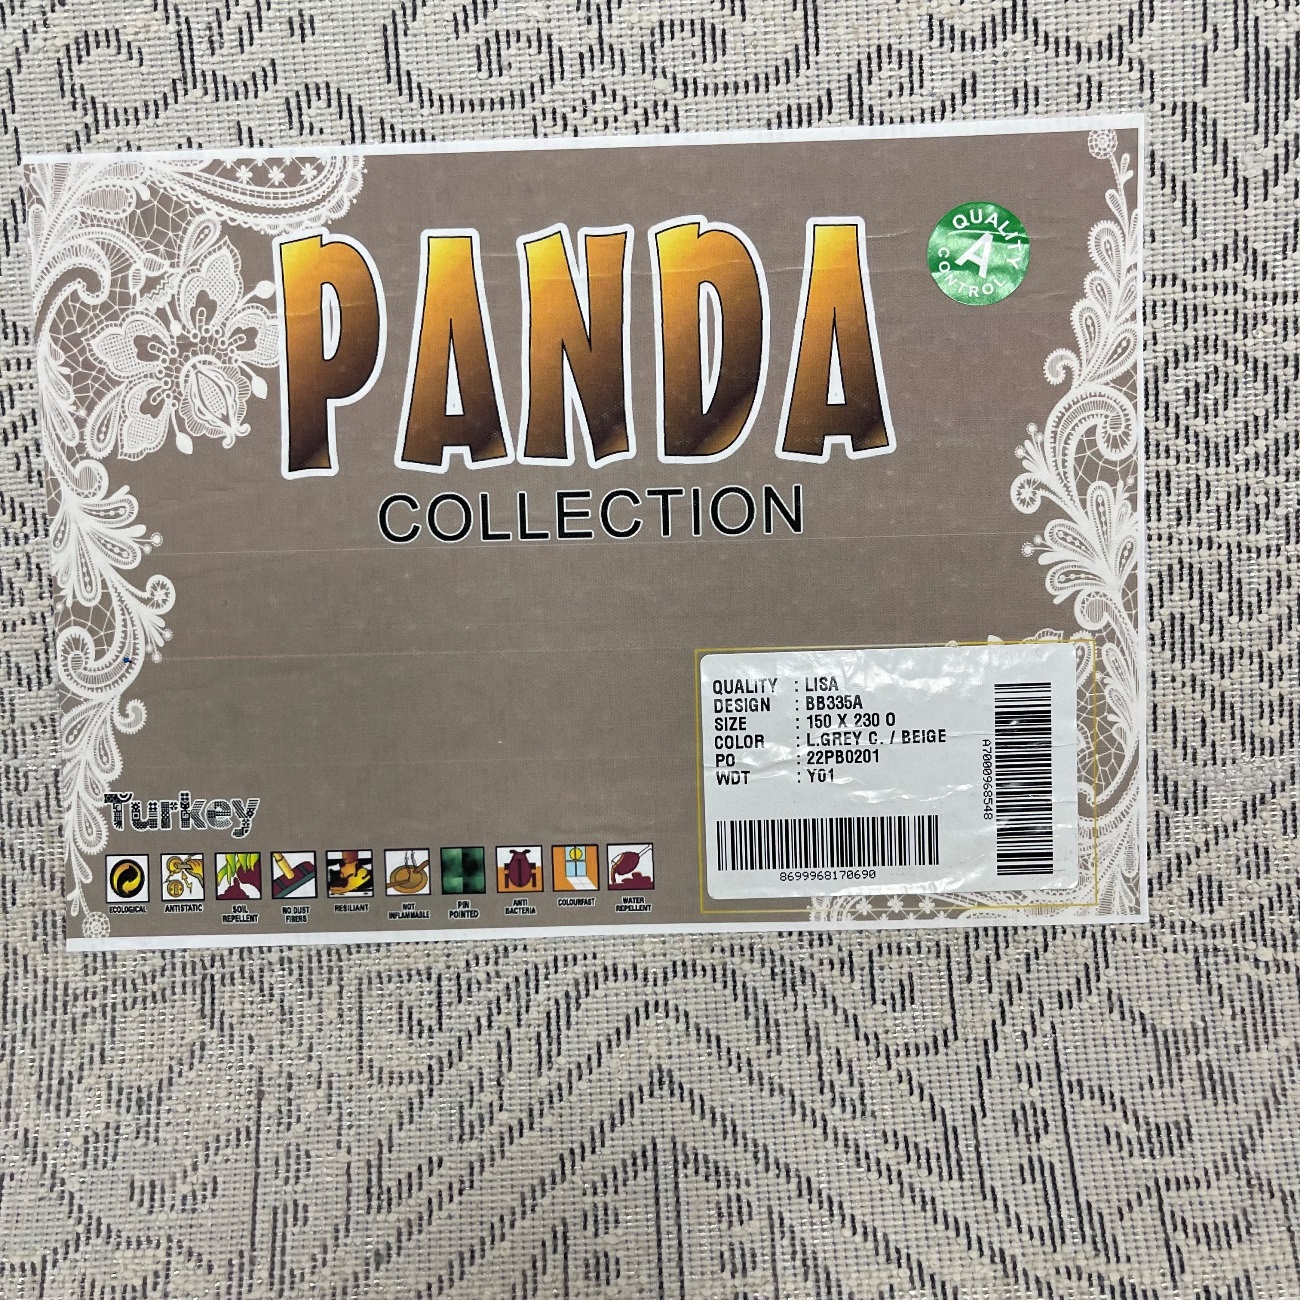 PANDA
COLLECTION
QUALITY
A
CONTROL
QUALITY : LISA
DESIGN : BB335A
SIZE : 150 X 230 O
COLOR : L.GREY C. / BEIGE
PO : 22PB0201
WDT : Y01
8699968170690
A7000968548
Turkey
ECOLOGICAL
ANTISTATIC
SOIL
REPELLENT
NO DUST
FIBERS
RESILIANT
NOT
INFLAMMABLE
PIN
POINTED
ANTI
BACTERIA
COLOURFAST
WATER
REPELLENT